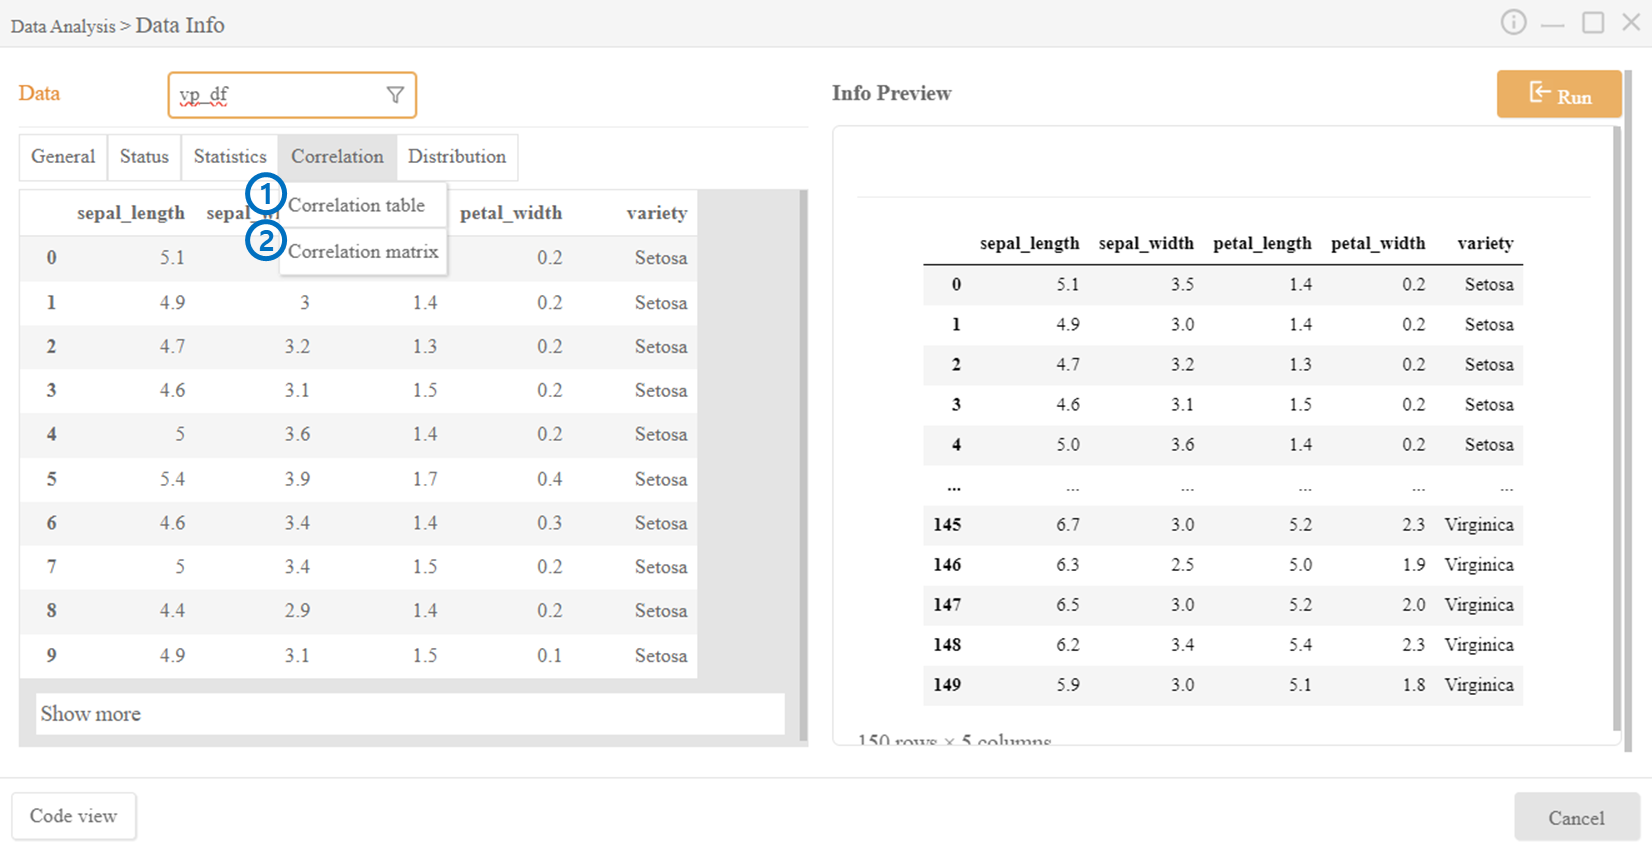 Data Analysis > Data Info
Data
vp_df
Info Preview
Run
General Status Statistics Correlation Distribution
1 Correlation table
2 Correlation matrix
sepal_length sepal_wi petal_width variety
0 5.1 0.2 Setosa
1 4.9 3 1.4 0.2 Setosa
2 4.7 3.2 1.3 0.2 Setosa
3 4.6 3.1 1.5 0.2 Setosa
4 5 3.6 1.4 0.2 Setosa
5 5.4 3.9 1.7 0.4 Setosa
6 4.6 3.4 1.4 0.3 Setosa
7 5 3.4 1.5 0.2 Setosa
8 4.4 2.9 1.4 0.2 Setosa
9 4.9 3.1 1.5 0.1 Setosa
Show more
sepal_length sepal_width petal_length petal_width variety
0 5.1 3.5 1.4 0.2 Setosa
1 4.9 3.0 1.4 0.2 Setosa
2 4.7 3.2 1.3 0.2 Setosa
3 4.6 3.1 1.5 0.2 Setosa
4 5.0 3.6 1.4 0.2 Setosa
... ... ... ... ... ...
145 6.7 3.0 5.2 2.3 Virginica
146 6.3 2.5 5.0 1.9 Virginica
147 6.5 3.0 5.2 2.0 Virginica
148 6.2 3.4 5.4 2.3 Virginica
149 5.9 3.0 5.1 1.8 Virginica
150 rows × 5 columns
Code view
Cancel